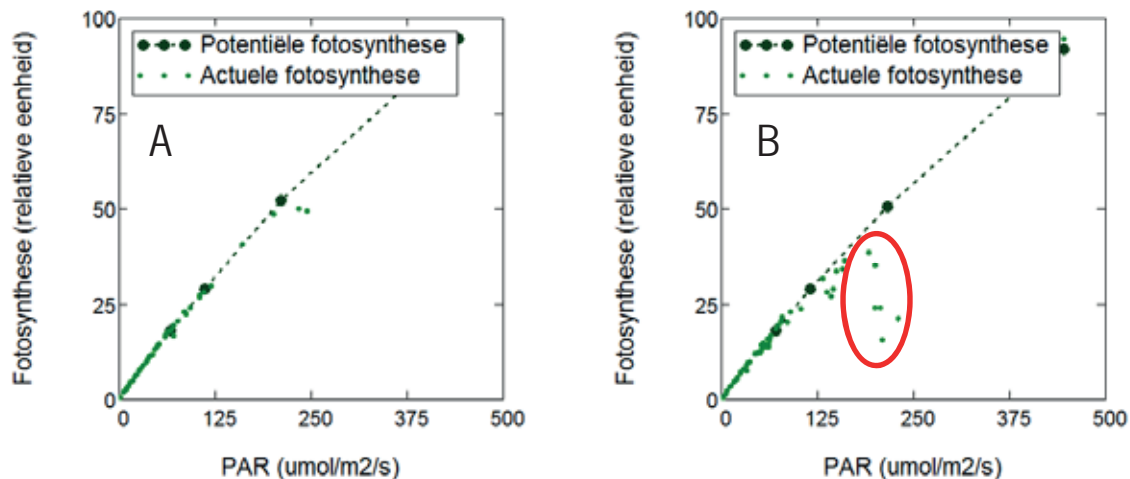 Fotosynthese (relatieve eenheid)
100
75
50
25
0
Potentiële fotosynthese
Actuele fotosynthese
A
0 125 250 375 500
PAR (umol/m2/s)
Fotosynthese (relatieve eenheid)
100
75
50
25
0
Potentiële fotosynthese
Actuele fotosynthese
B
0 125 250 375 500
PAR (umol/m2/s)